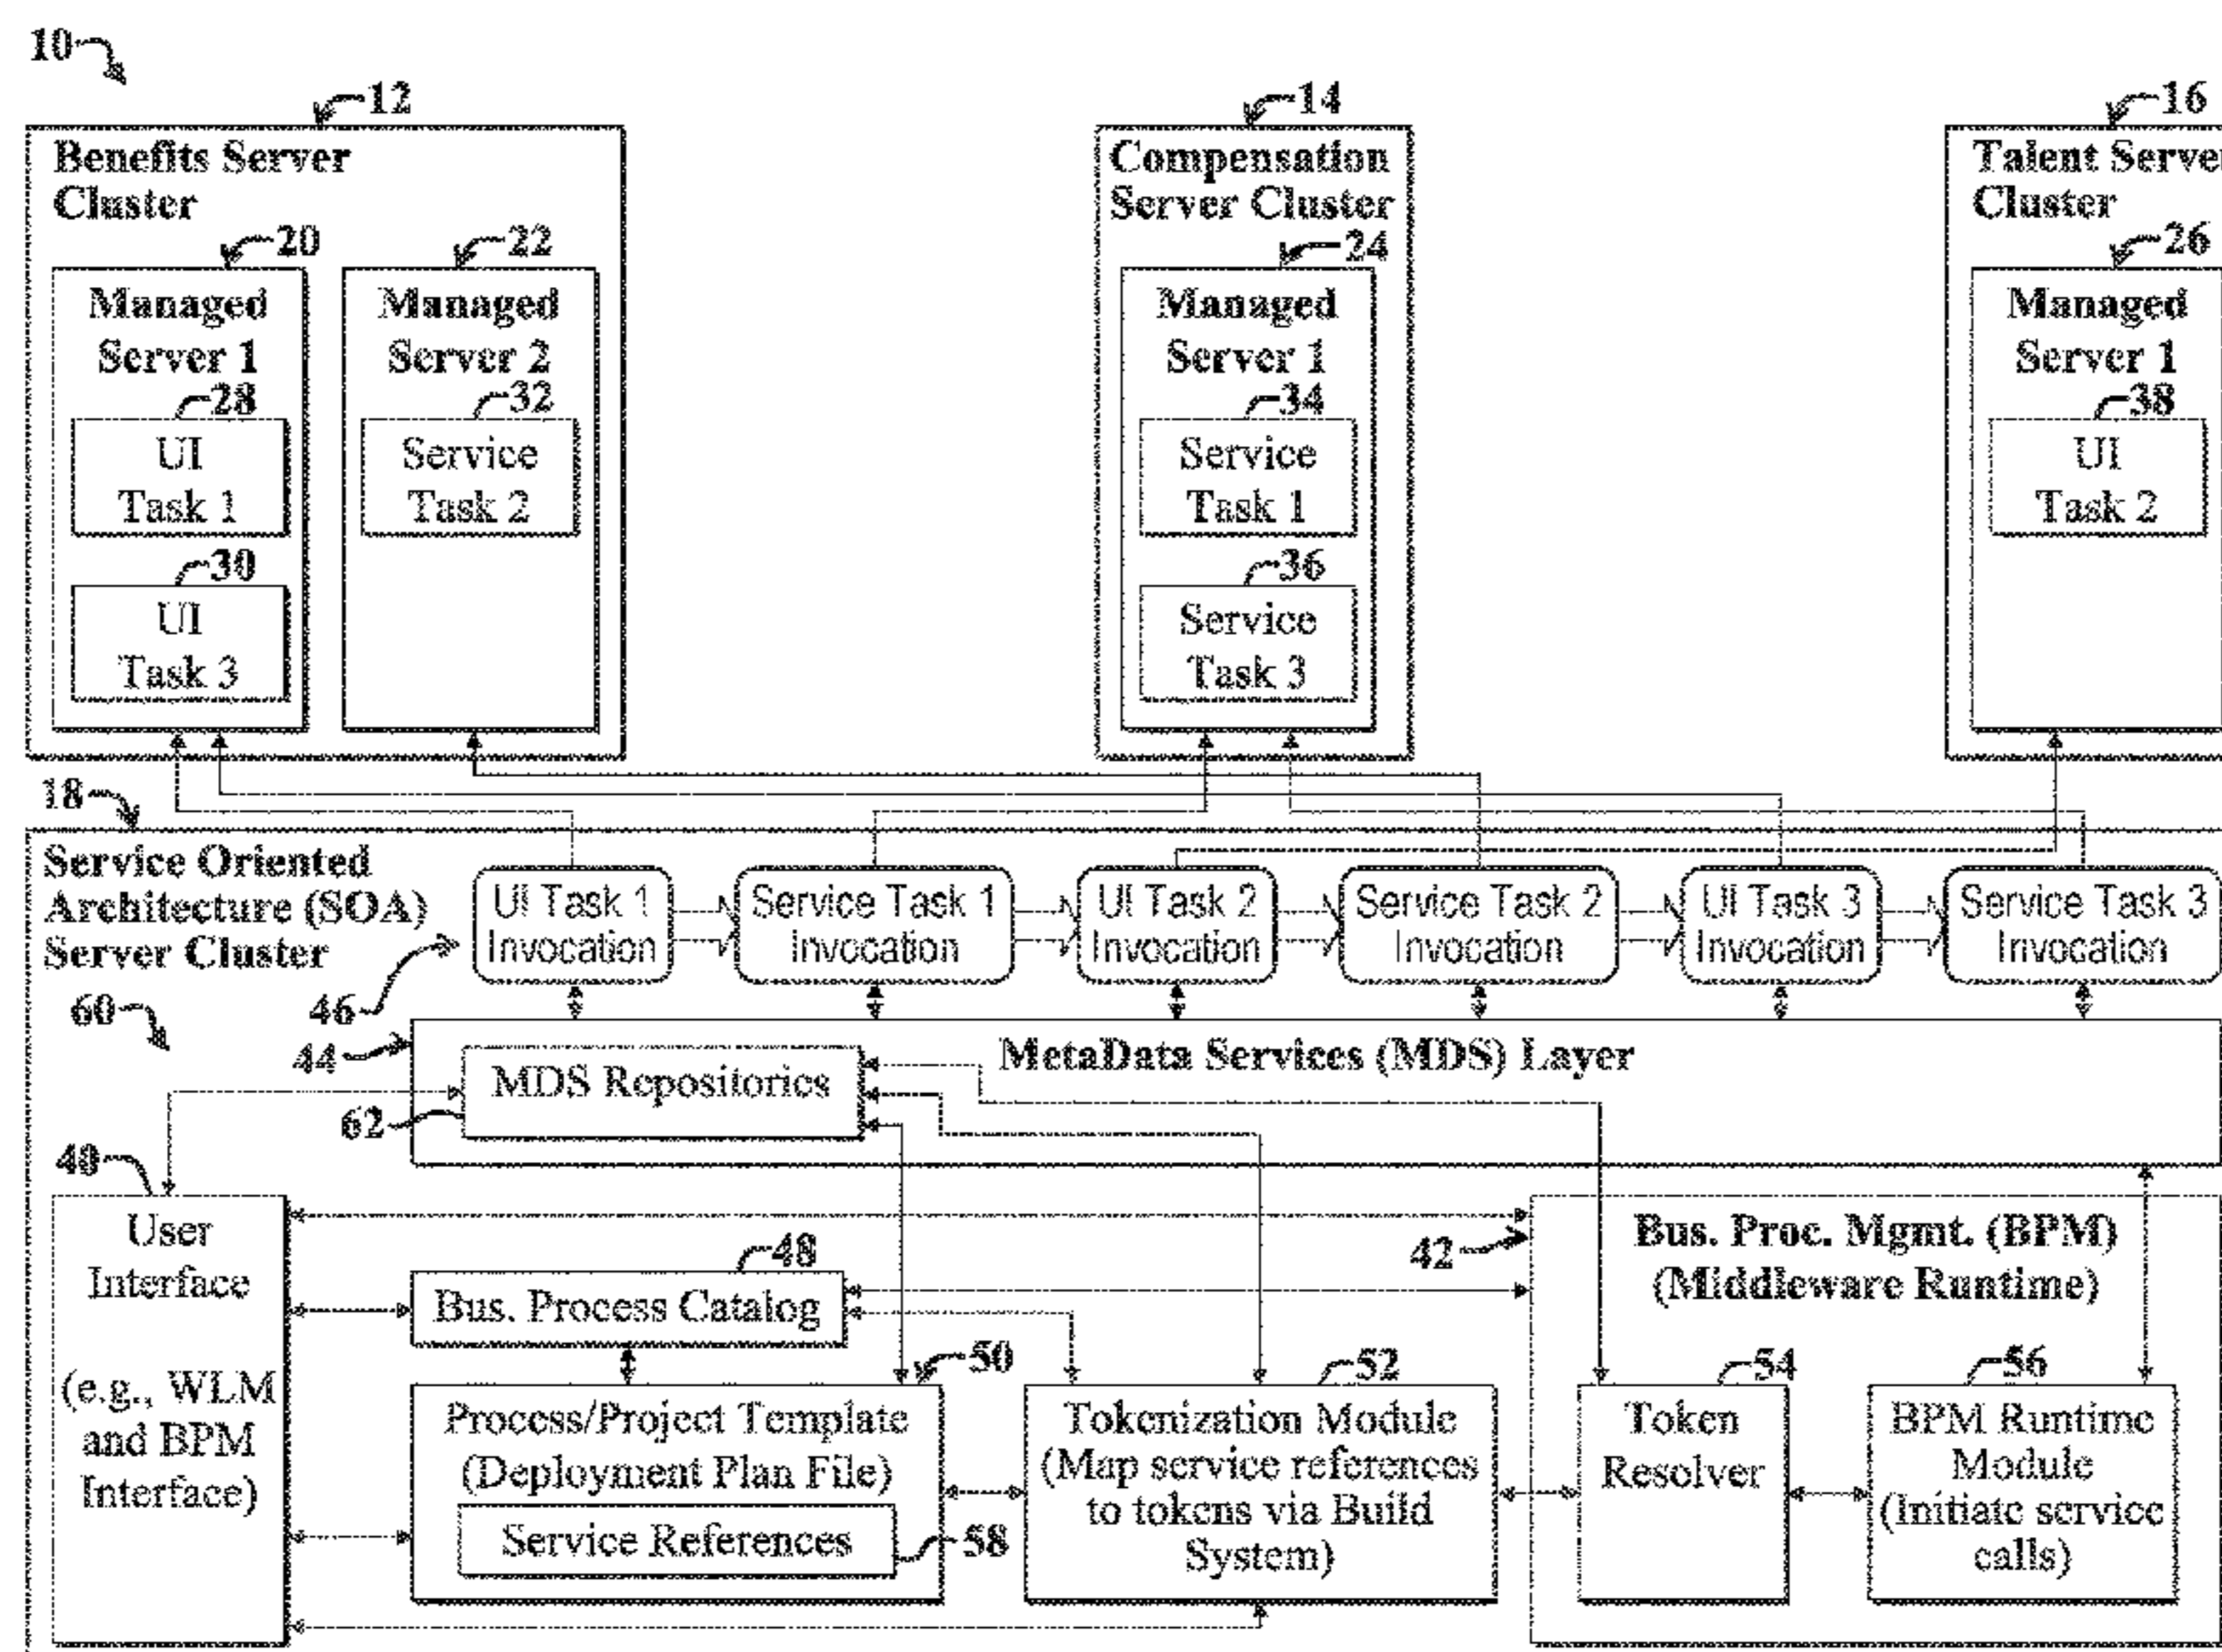 10
12
14
16
Benefits Server
Cluster
Compensation
Server Cluster
Talent Server
Cluster
20
22
24
26
Managed
Server 1
Managed
Server 2
Managed
Server 1
Managed
Server 1
28
32
34
38
UI
Task 1
Service
Task 2
Service
Task 1
UI
Task 2
30
36
UI
Task 3
Service
Task 3
18
Service Oriented
Architecture (SOA)
Server Cluster
UI Task 1
Invocation
Service Task 1
Invocation
UI Task 2
Invocation
Service Task 2
Invocation
UI Task 3
Invocation
Service Task 3
Invocation
60
46
44
MetaData Services (MDS) Layer
MDS Repositories
62
40
User
Interface
(e.g., WLM
and BPM
Interface)
48
Bus. Process Catalog
42
Bus. Proc. Mgmt. (BPM)
(Middleware Runtime)
50
Process/Project Template
(Deployment Plan File)
Service References
58
52
Tokenization Module
(Map service references
to tokens via Build
System)
54
Token
Resolver
56
BPM Runtime
Module
(Initiate service
calls)